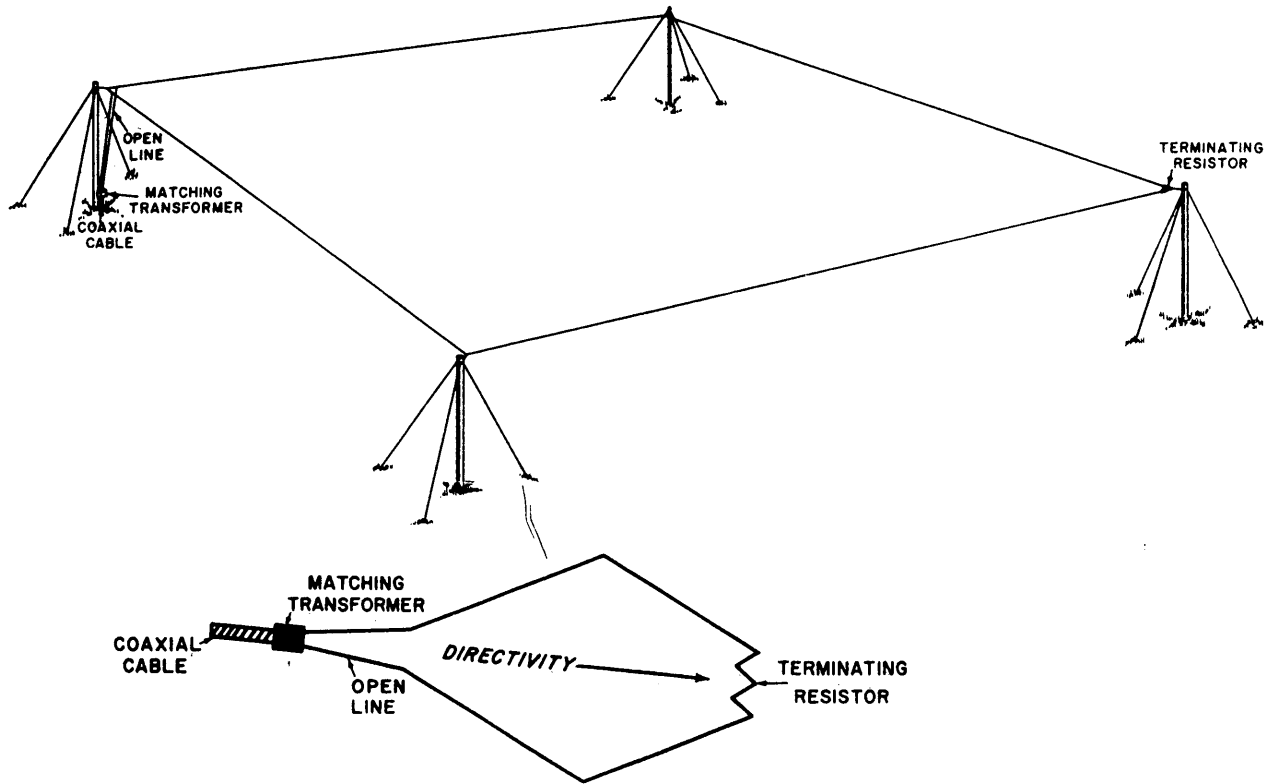 OPEN
LINE
MATCHING
TRANSFORMER
COAXIAL
CABLE
TERMINATING
RESISTOR
MATCHING
TRANSFORMER
COAXIAL
CABLE
DIRECTIVITY
OPEN
LINE
TERMINATING
RESISTOR